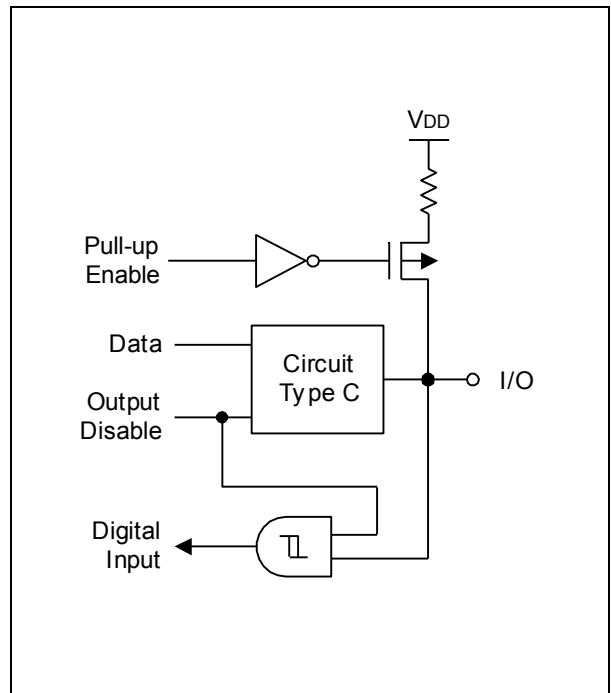 VDD
Pull-up
Enable
Data
Circuit
Type C
Output
Disable
I/O
Digital
Input